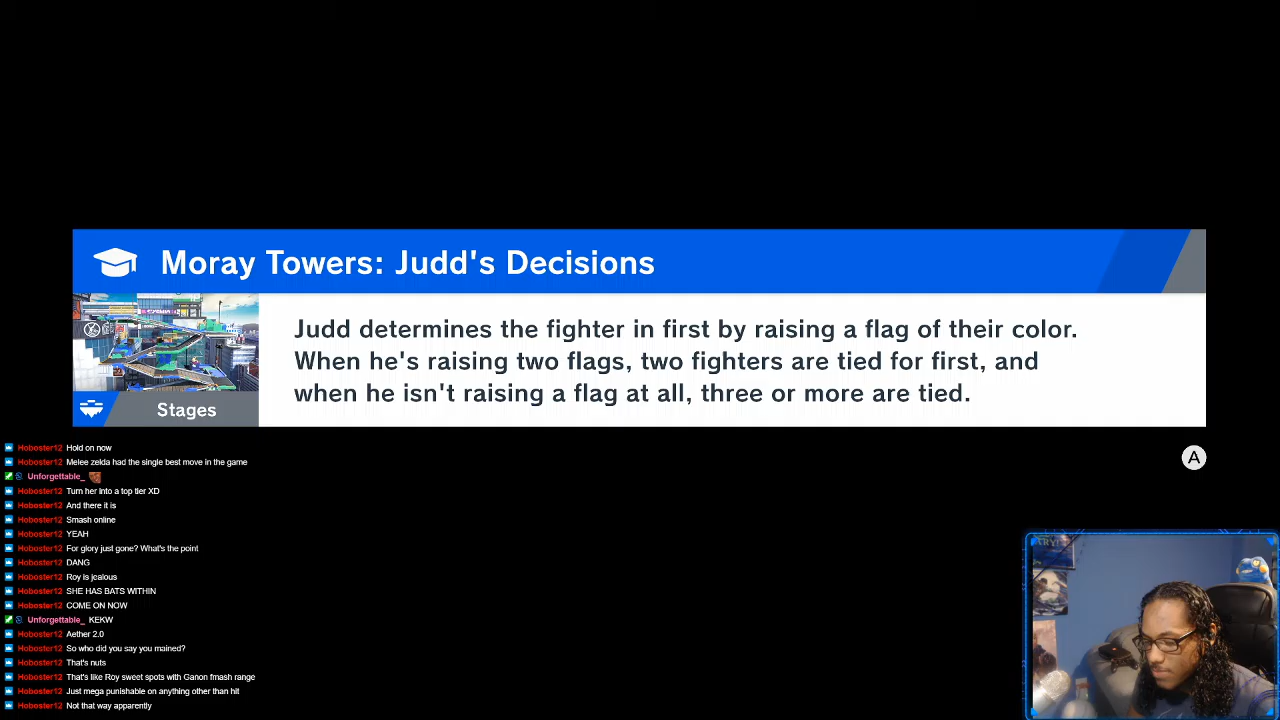 Moray Towers: Judd's Decisions
Judd determines the fighter in first by raising a flag of their color.
When he's raising two flags, two fighters are tied for first, and
when he isn't raising a flag at all, three or more are tied.
Stages
A
Hoboster12 Hold on now
Hoboster12 Melee zelda had the single best move in the game
Unforgettable_
Hoboster12 Turn her into a top tier XD
Hoboster12 And there it is
Hoboster12 Smash online
Hoboster12 YEAH
Hoboster12 For glory just gone? What's the point
Hoboster12 DANG
Hoboster12 Roy is jealous
Hoboster12 SHE HAS BATS WITHIN
Hoboster12 COME ON NOW
Unforgettable_ KEKW
Hoboster12 Aether 2.0
Hoboster12 So who did you say you mained?
Hoboster12 That's nuts
Hoboster12 That's like Roy sweet spots with Ganon fmash range
Hoboster12 Just mega punishable on anything other than hit
Hoboster12 Not that way apparently